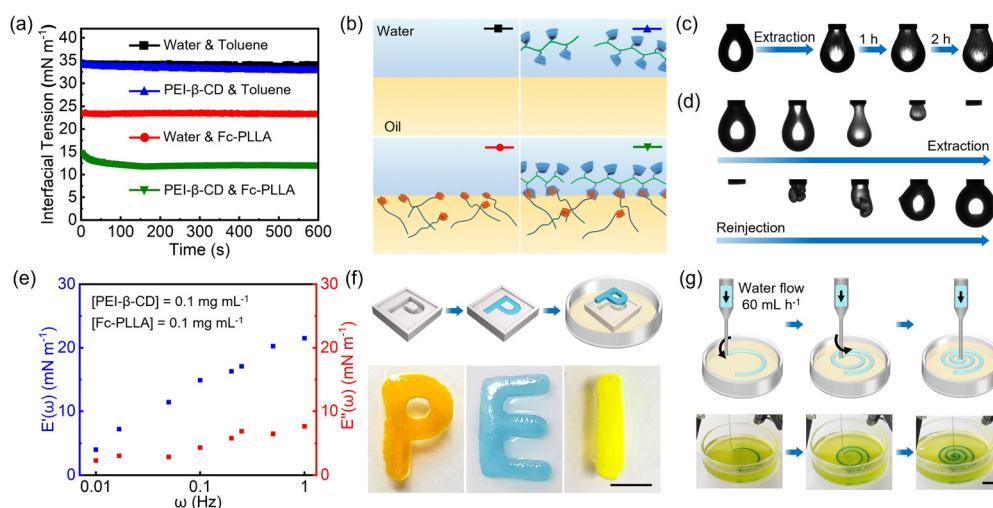 (a)
Interfacial Tension (mN m⁻¹)
40
35
30
25
20
15
10
5
0
Water & Toluene
PEI-β-CD & Toluene
Water & Fc-PLLA
PEI-β-CD & Fc-PLLA
0 100 200 300 400 500 600
Time (s)
(b)
Water
Oil
(c)
Extraction
1 h
2 h
(d)
Extraction
Reinjection
(e)
E'(ω) (mN m⁻¹)
30
20
10
0
[PEI-β-CD] = 0.1 mg mL⁻¹
[Fc-PLLA] = 0.1 mg mL⁻¹
30
20
10
0
E''(ω) (mN m⁻¹)
0.01 0.1 1
ω (Hz)
(f)
P
P
P
P E I
(g)
Water flow
60 mL h⁻¹